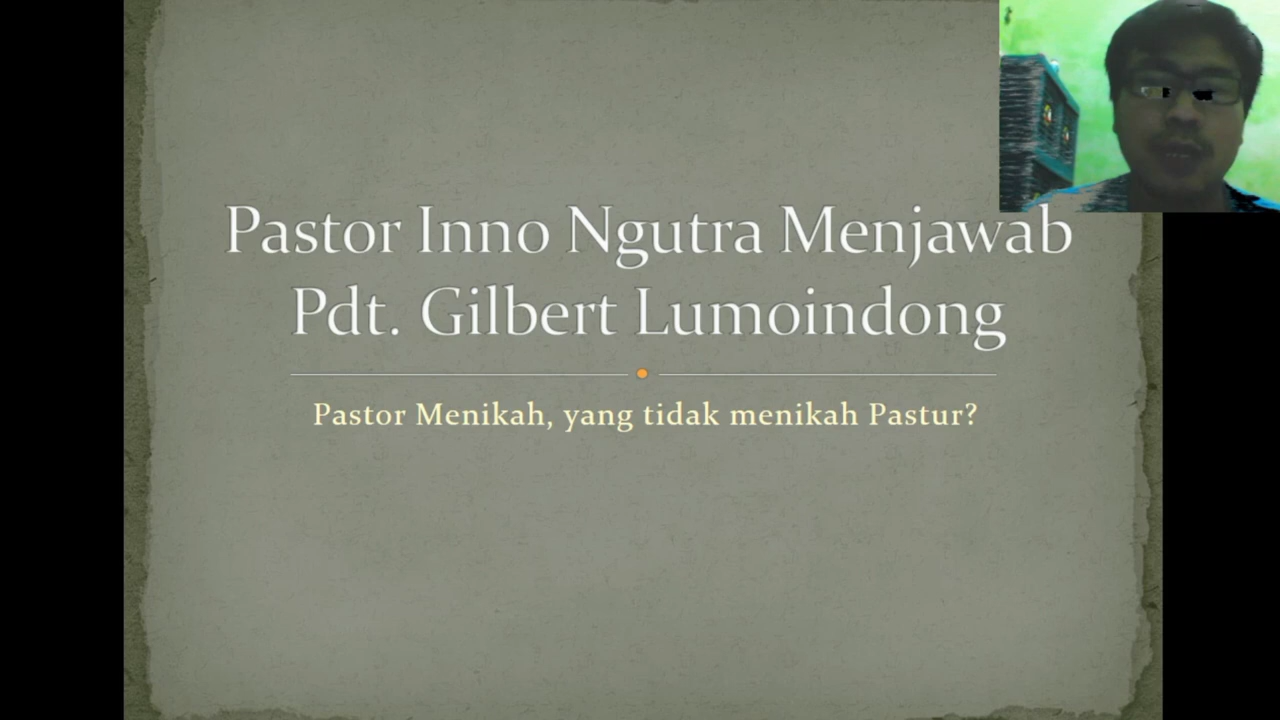 Pastor Inno Ngutra Menjawab
Pdt. Gilbert Lumoindong
Pastor Menikah, yang tidak menikah Pastur?